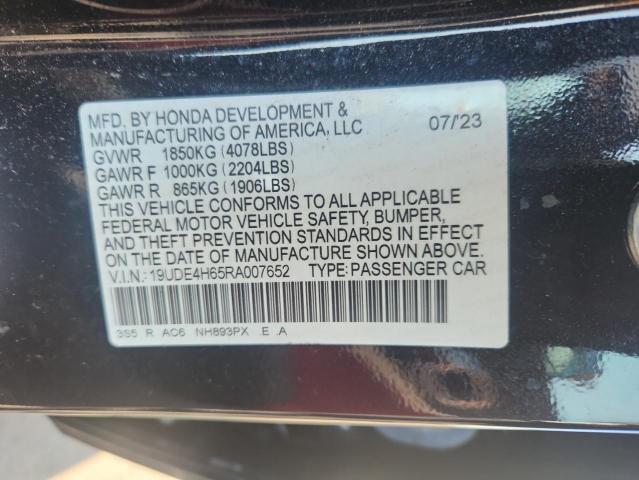 MFD. BY HONDA DEVELOPMENT &
MANUFACTURING OF AMERICA, LLC 07/'23
GVWR 1850KG (4078LBS)
GAWR F 1000KG (2204LBS)
GAWR R 865KG (1906LBS)
THIS VEHICLE CONFORMS TO ALL APPLICABLE
FEDERAL MOTOR VEHICLE SAFETY, BUMPER,
AND THEFT PREVENTION STANDARDS IN EFFECT
ON THE DATE OF MANUFACTURE SHOWN ABOVE.
V.I.N.: 19UDE4H65RA007652 TYPE: PASSENGER CAR
3S5 R AC6 NH893PX .E .A